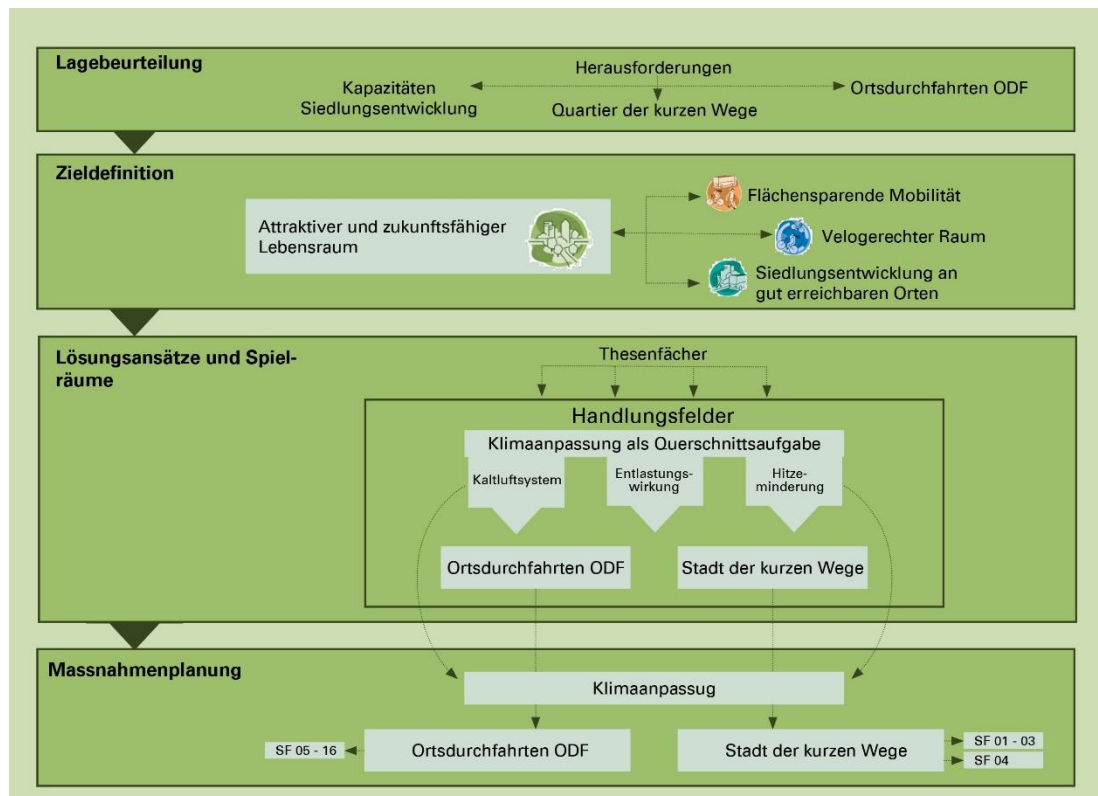 Lagebeurteilung
Herausforderungen
Kapazitäten
Siedlungsentwicklung
Quartier der kurzen Wege
Ortsdurchfahrten ODF
Zieldefinition
Attraktiver und zukunftsfähiger
Lebensraum
Flächensparende Mobilität
Velogerechter Raum
Siedlungsentwicklung an
gut erreichbaren Orten
Lösungsansätze und Spiel-
räume
Thesenfächer
Handlungsfelder
Klimaanpassung als Querschnittsaufgabe
Kaltluftsystem
Entlastungs-
wirkung
Hitze-
minderung
Ortsdurchfahrten ODF
Stadt der kurzen Wege
Massnahmenplanung
Klimaanpassug
SF 05 - 16
Ortsdurchfahrten ODF
Stadt der kurzen Wege
SF 01 - 03
SF 04